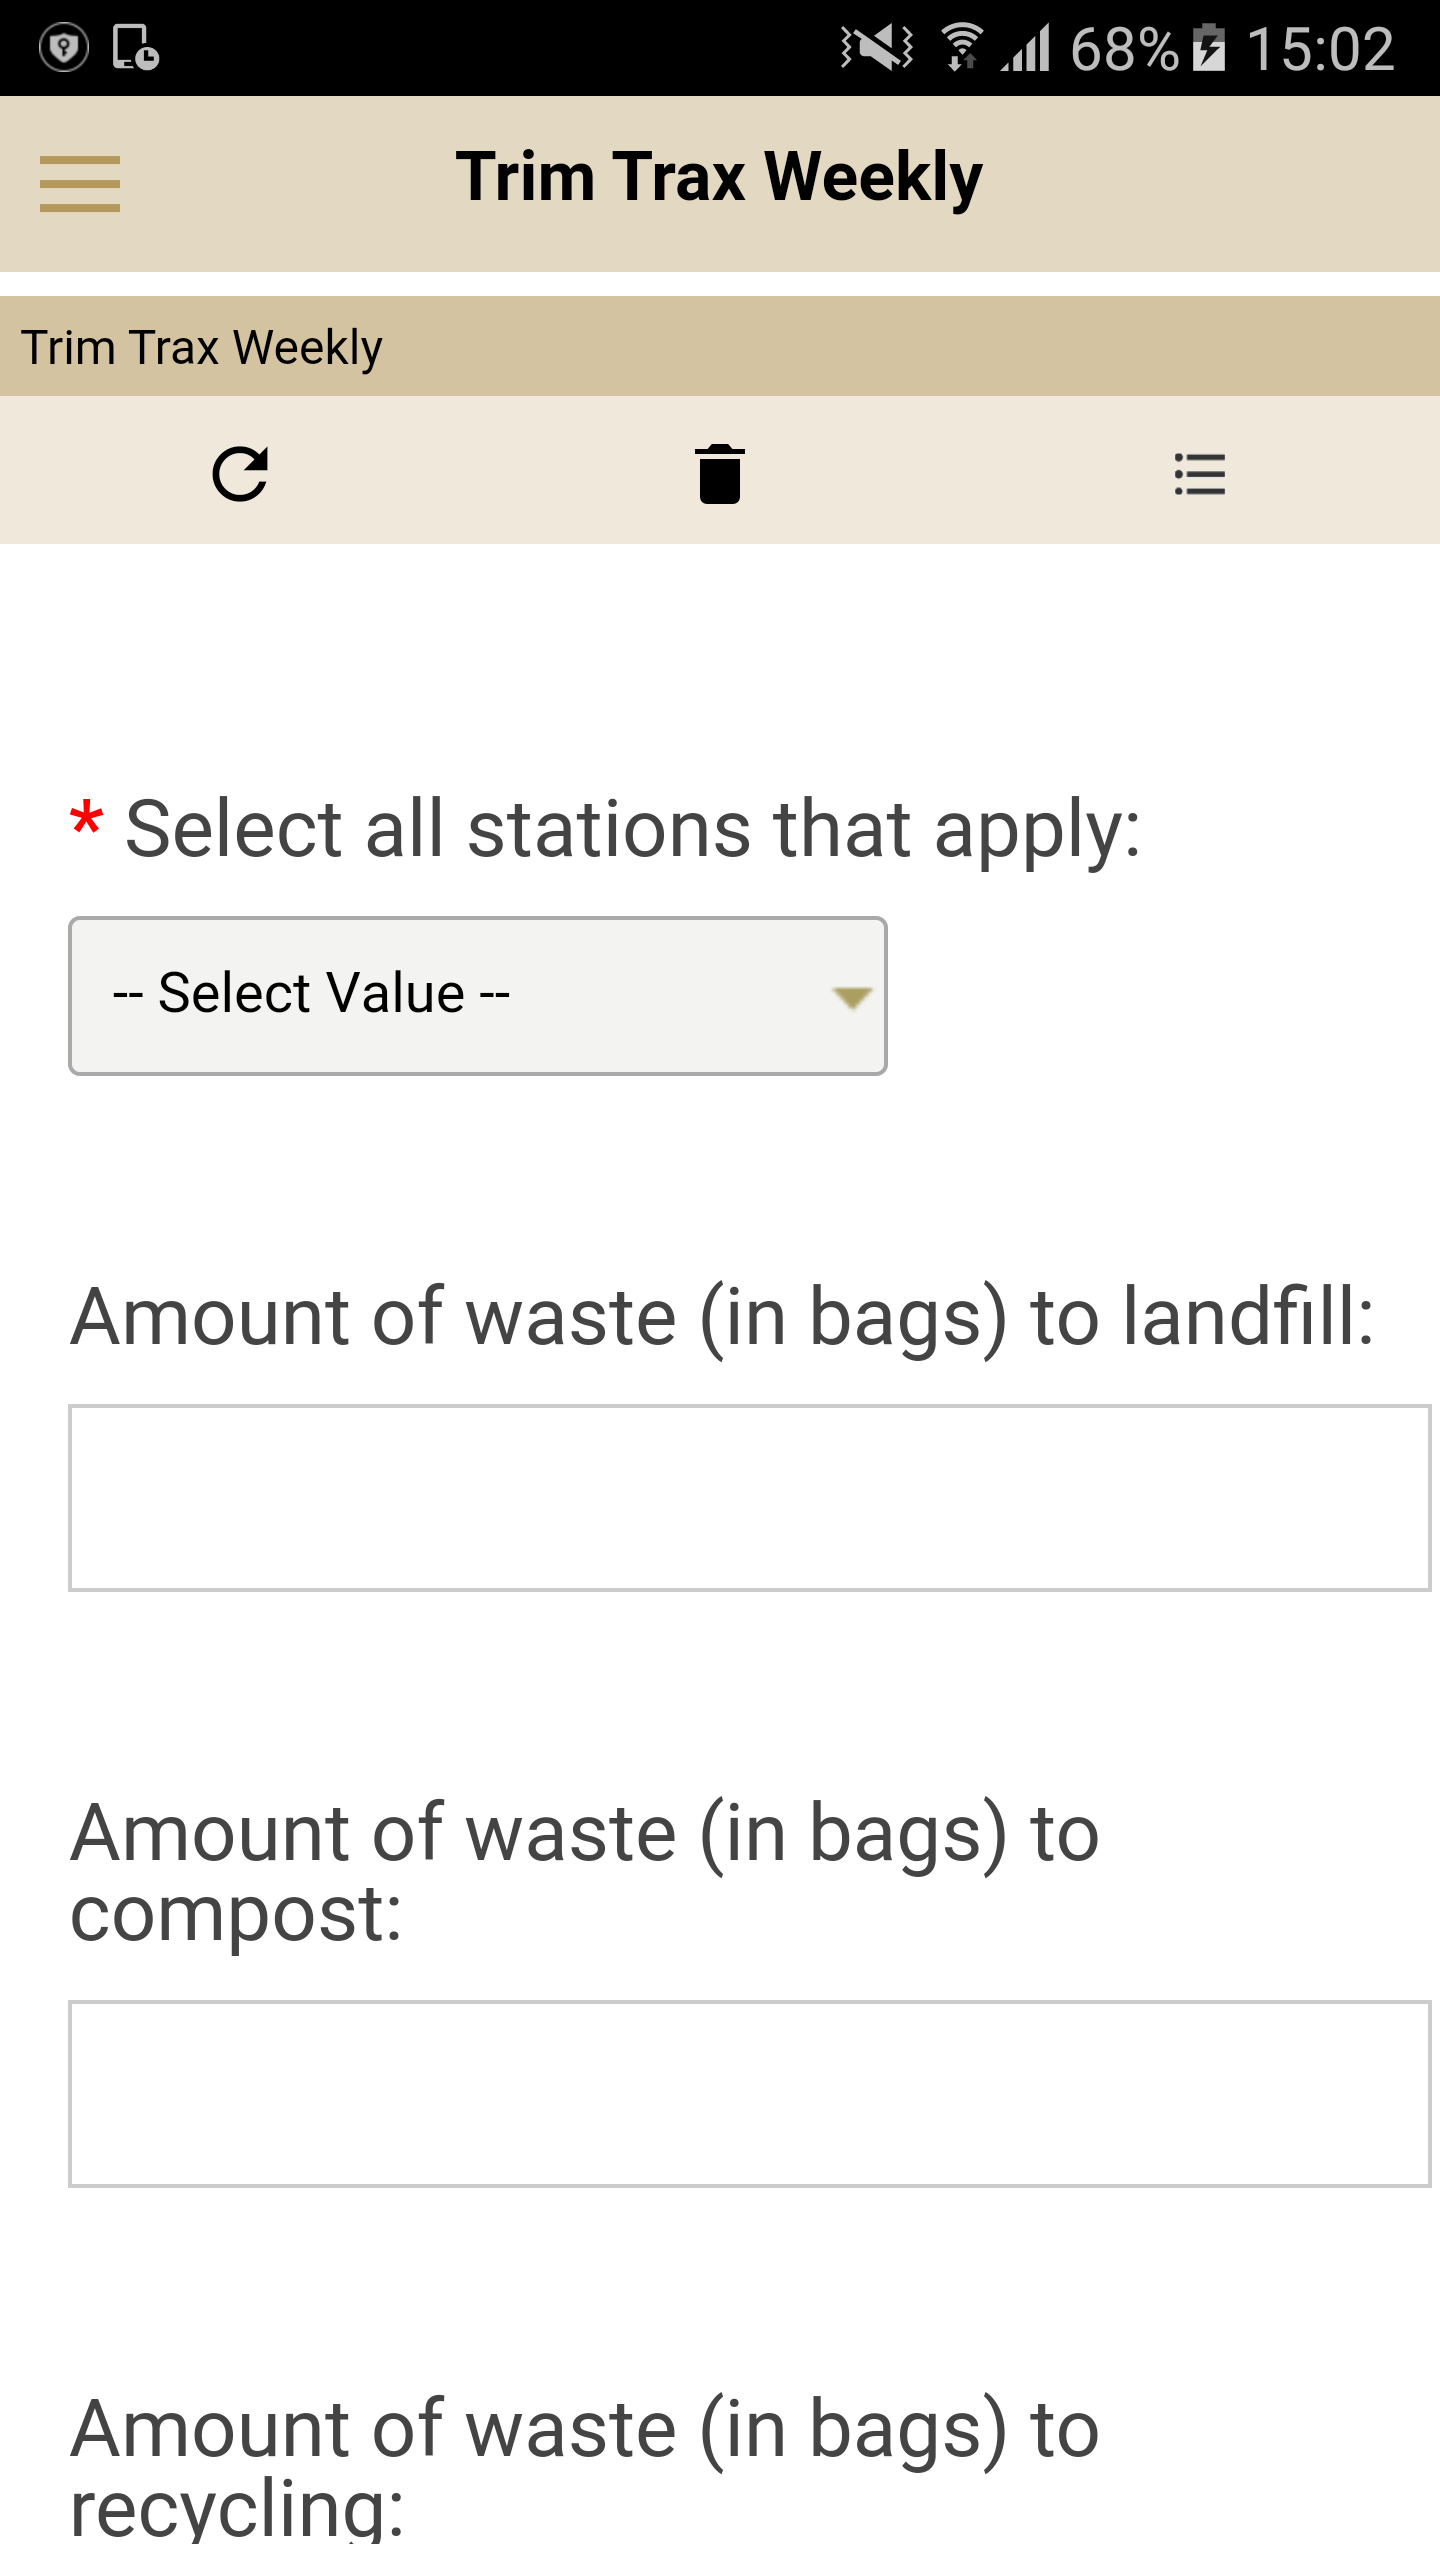 68% 15:02
Trim Trax Weekly
Trim Trax Weekly
* Select all stations that apply:
-- Select Value --
Amount of waste (in bags) to landfill:
Amount of waste (in bags) to
compost:
Amount of waste (in bags) to
recycling: